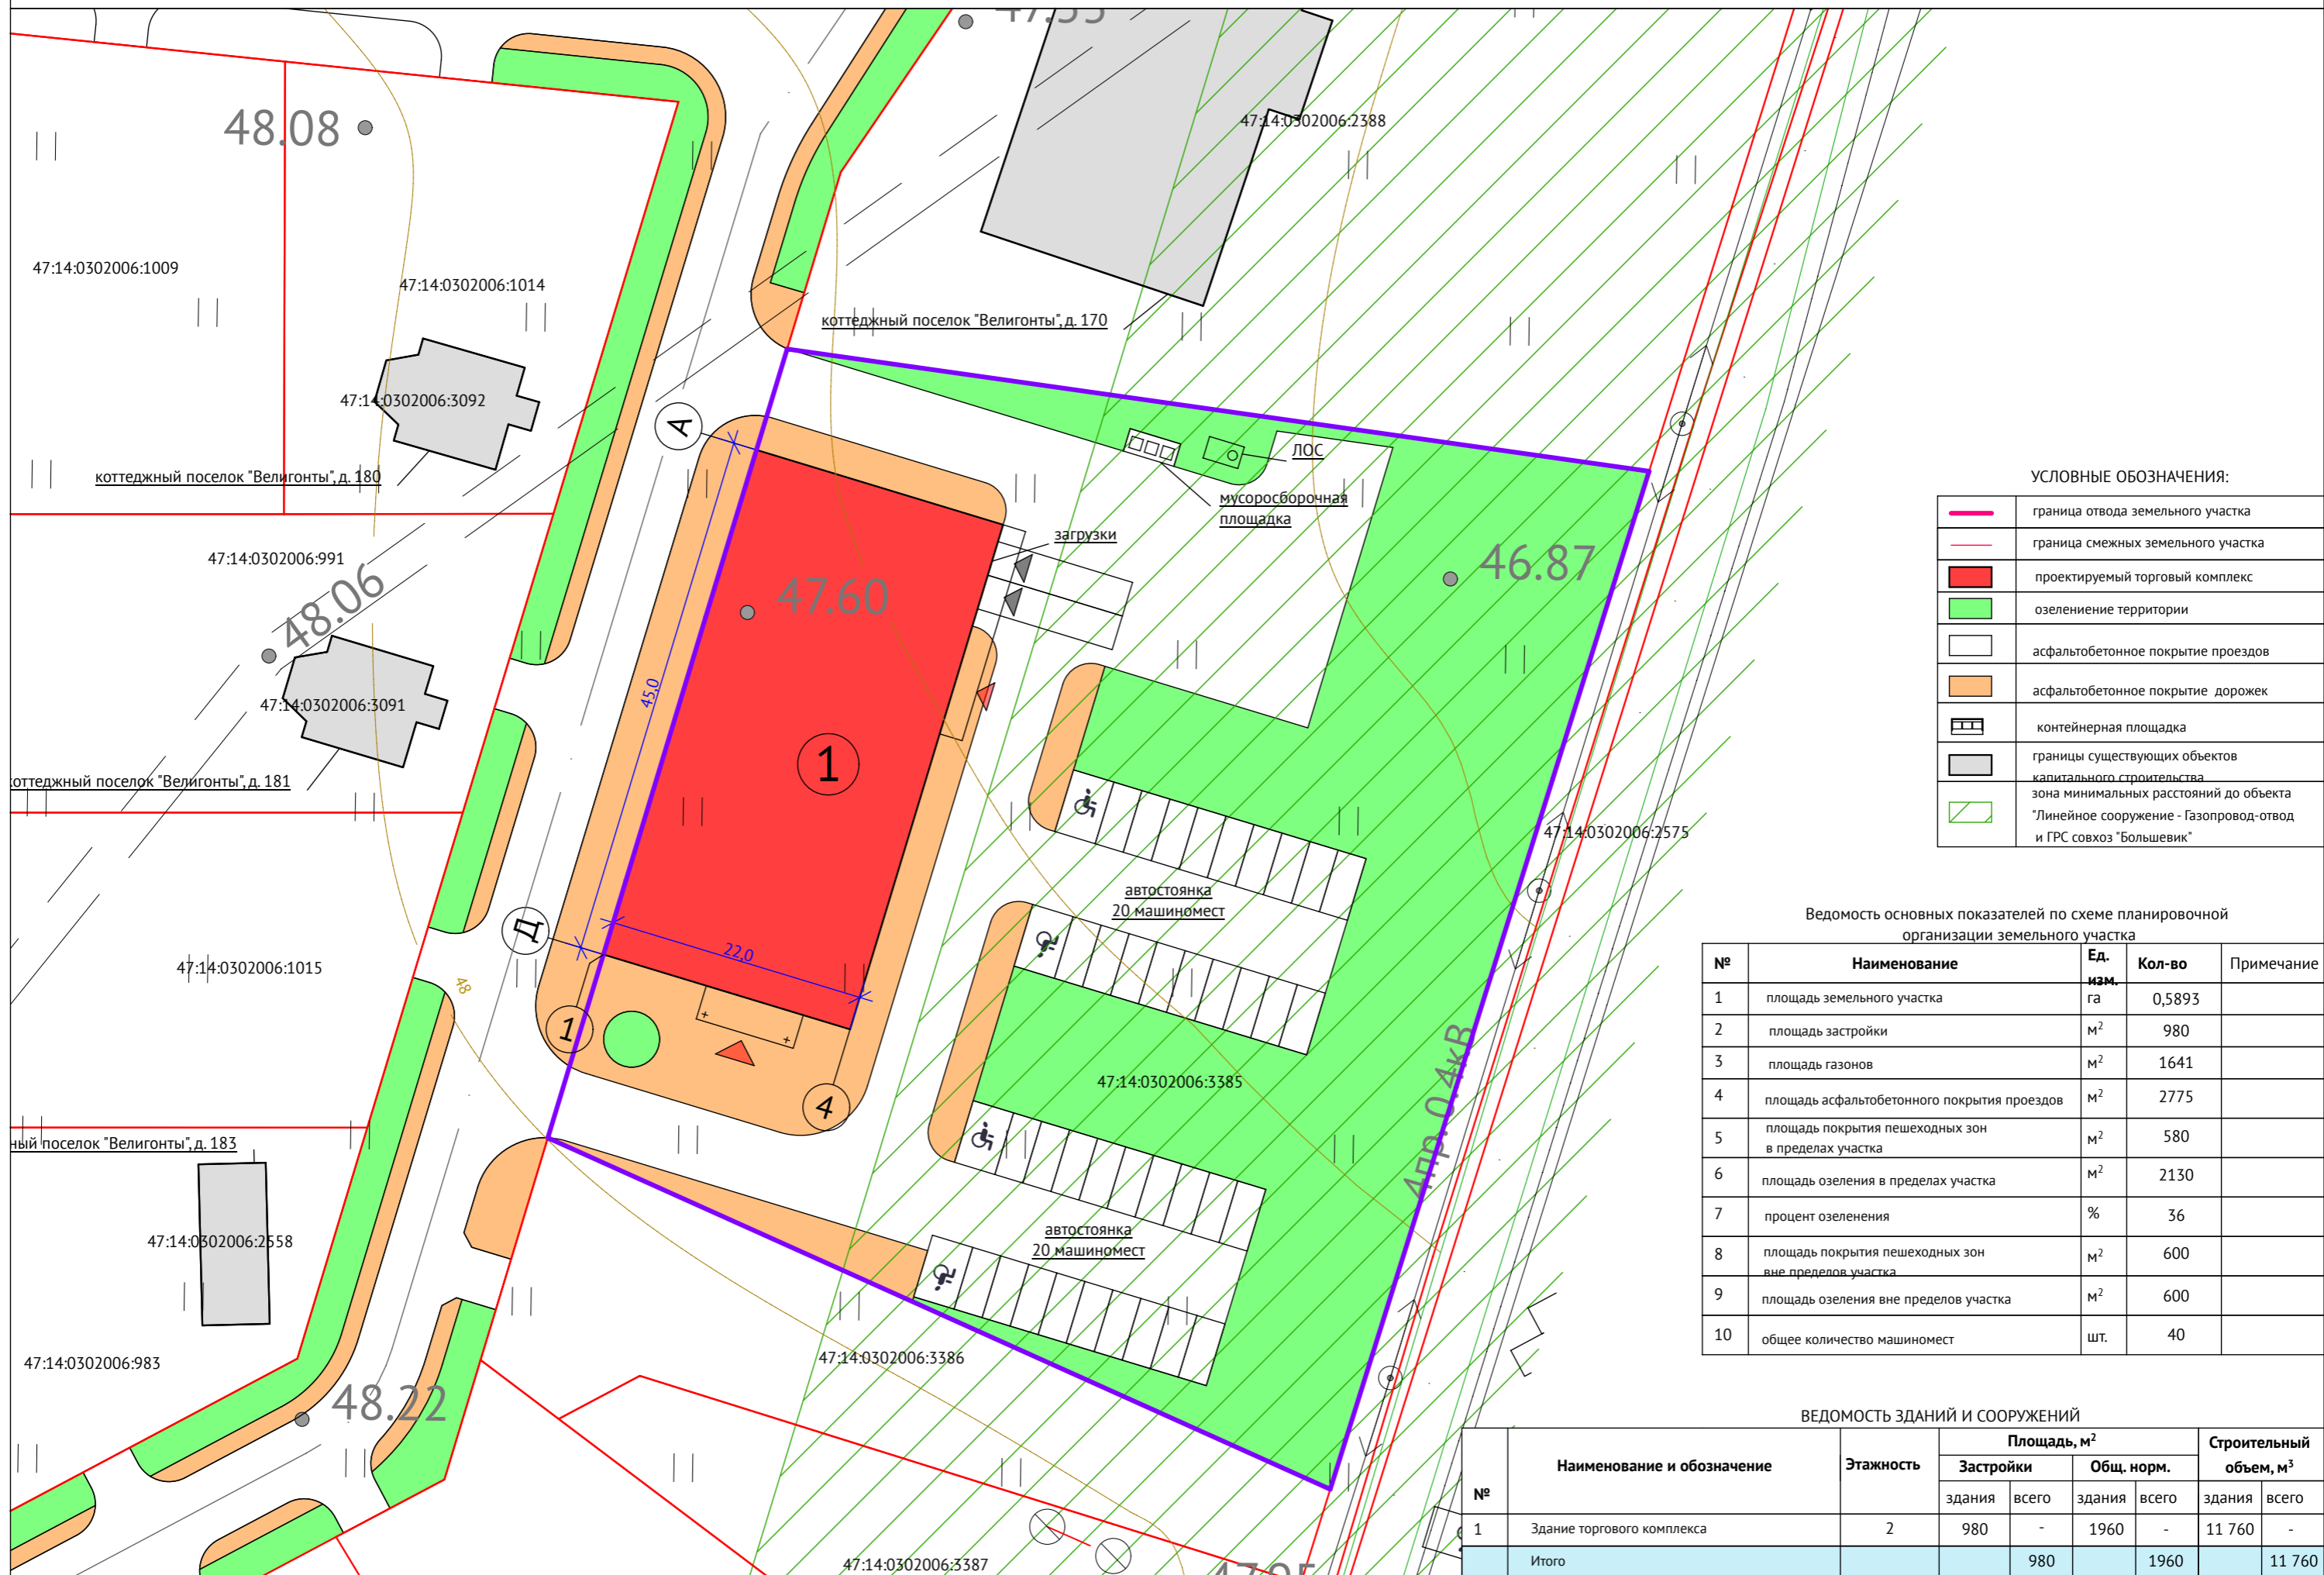 47.55
47:14:0302006:2388
48.08
47:14:0302006:1009
47:14:0302006:1014
коттеджный поселок "Велигонты", д. 170
47:14:0302006:3092
А
коттеджный поселок "Велигонты", д. 180
ЛОС
мусоросборочная
площадка
загрузки
47:14:0302006:991
48.06
47.60
46.87
45,0
47:14:0302006:3091
1
коттеджный поселок "Велигонты", д. 181
47:14:0302006:2575
автостоянка
20 машиномест
Д
22,0
47:14:0302006:1015
48
1
4
47:14:0302006:3385
4пр. 0.4кВ
ный поселок "Велигонты", д. 183
автостоянка
20 машиномест
47:14:0302006:2558
47:14:0302006:983
47:14:0302006:3386
48.22
47:14:0302006:3387
УСЛОВНЫЕ ОБОЗНАЧЕНИЯ:
граница отвода земельного участка
граница смежных земельного участка
проектируемый торговый комплекс
озелениение территории
асфальтобетонное покрытие проездов
асфальтобетонное покрытие дорожек
контейнерная площадка
границы существующих объектов
капитального строительства
зона минимальных расстояний до объекта
"Линейное сооружение - Газопровод-отвод
и ГРС совхоз "Большевик"
Ведомость основных показателей по схеме планировочной
организации земельного участка
№ Наименование Ед. изм. Кол-во Примечание
1 площадь земельного участка га 0,5893
2 площадь застройки м² 980
3 площадь газонов м² 1641
4 площадь асфальтобетонного покрытия проездов м² 2775
5 площадь покрытия пешеходных зон
в пределах участка м² 580
6 площадь озеления в пределах участка м² 2130
7 процент озеленения % 36
8 площадь покрытия пешеходных зон
вне пределов участка м² 600
9 площадь озеления вне пределов участка м² 600
10 общее количество машиномест шт. 40
ВЕДОМОСТЬ ЗДАНИЙ И СООРУЖЕНИЙ
№ Наименование и обозначение Этажность Площадь, м² Строительный объем, м³
Застройки Общ. норм.
здания всего здания всего здания всего
1 Здание торгового комплекса 2 980 - 1960 - 11 760 -
Итого 980 1960 11 760